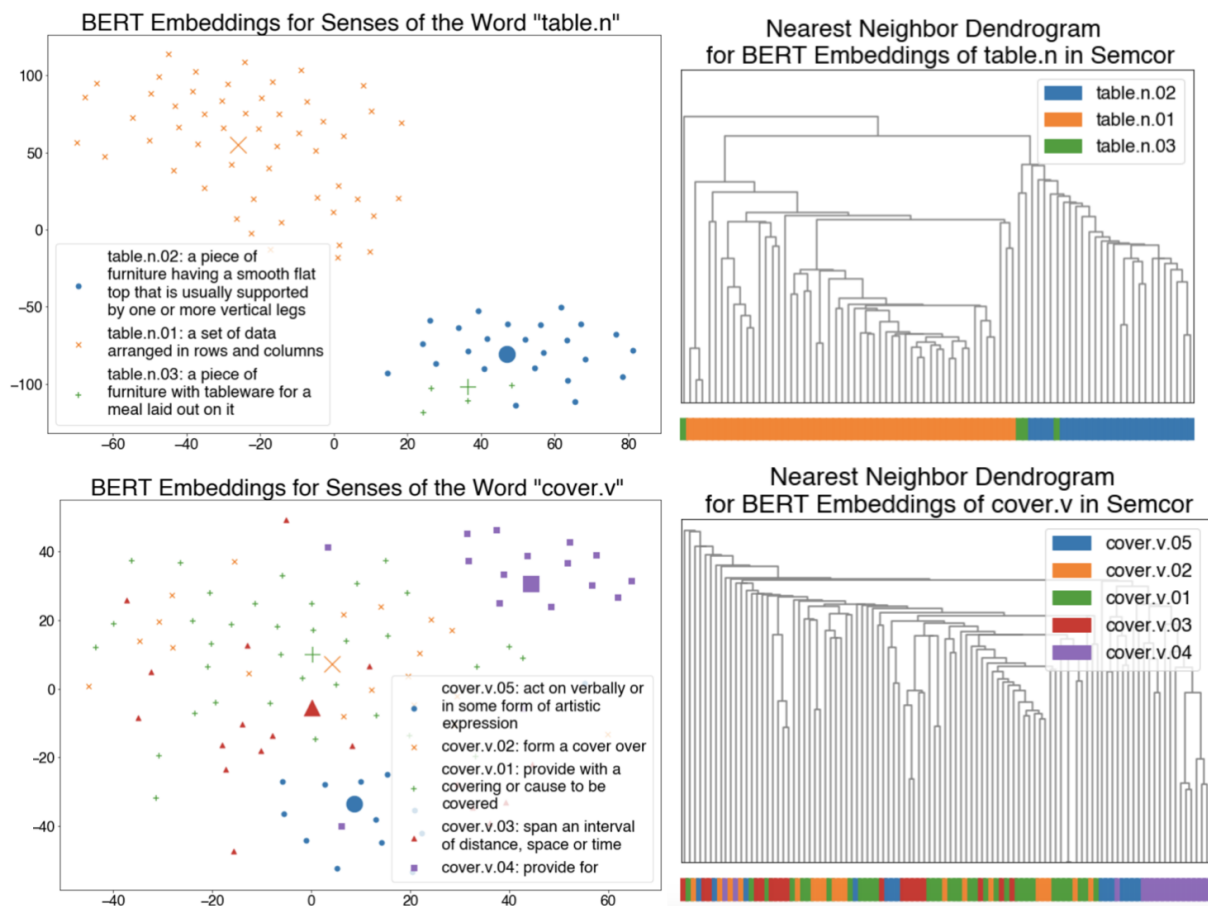 BERT Embeddings for Senses of the Word "table.n"
100
50
0
−50
−100
−60
−40
−20
0
20
40
60
80
table.n.02: a piece of
furniture having a smooth flat
top that is usually supported
by one or more vertical legs
table.n.01: a set of data
arranged in rows and columns
table.n.03: a piece of
furniture with tableware for a
meal laid out on it
Nearest Neighbor Dendrogram
for BERT Embeddings of table.n in Semcor
table.n.02
table.n.01
table.n.03
BERT Embeddings for Senses of the Word "cover.v"
40
20
0
−20
−40
−40
−20
0
20
40
60
cover.v.05: act on verbally or
in some form of artistic
expression
cover.v.02: form a cover over
cover.v.01: provide with a
covering or cause to be
covered
cover.v.03: span an interval
of distance, space or time
cover.v.04: provide for
Nearest Neighbor Dendrogram
for BERT Embeddings of cover.v in Semcor
cover.v.05
cover.v.02
cover.v.01
cover.v.03
cover.v.04